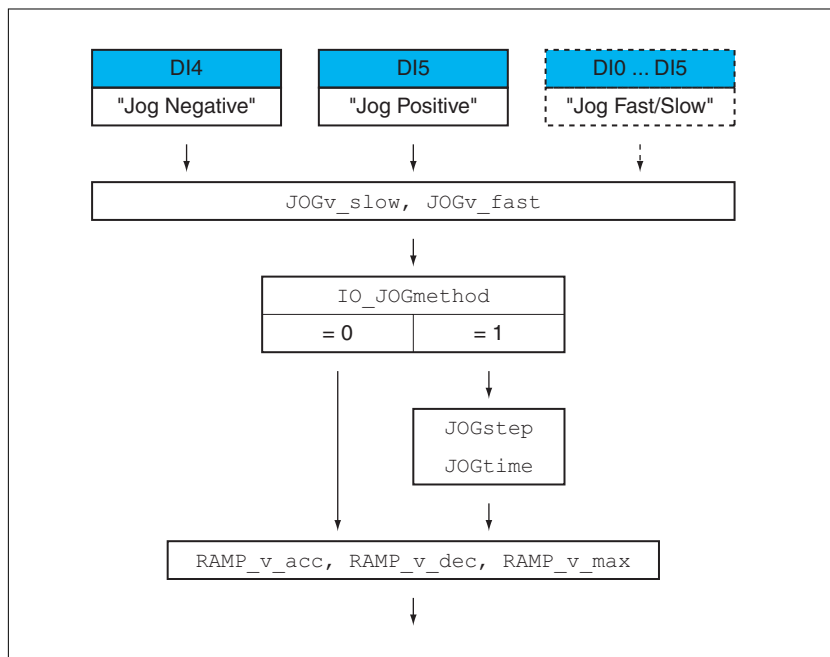 DI4 DI5 DI0 ... DI5
"Jog Negative" "Jog Positive" "Jog Fast/Slow"
JOGv_slow, JOGv_fast
IO_JOGmethod
= 0 = 1
JOGstep
JOGtime
RAMP_v_acc, RAMP_v_dec, RAMP_v_max